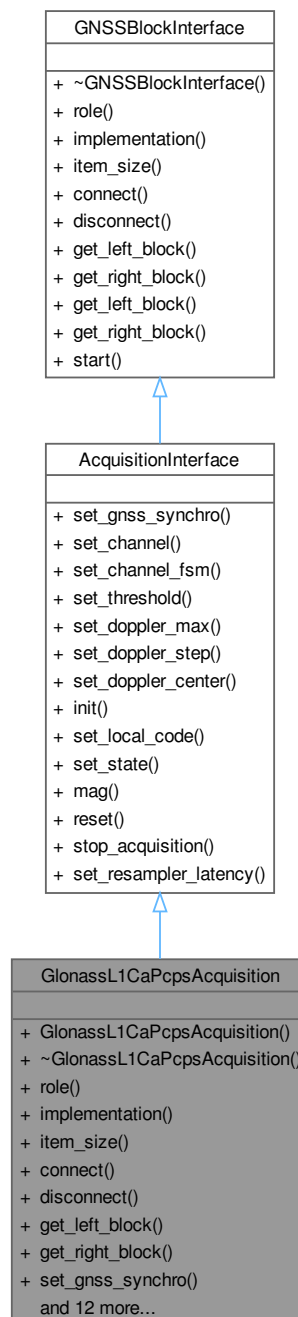 GNSSBlockInterface
+ ~GNSSBlockInterface()
+ role()
+ implementation()
+ item_size()
+ connect()
+ disconnect()
+ get_left_block()
+ get_right_block()
+ get_left_block()
+ get_right_block()
+ start()
AcquisitionInterface
+ set_gnss_synchro()
+ set_channel()
+ set_channel_fsm()
+ set_threshold()
+ set_doppler_max()
+ set_doppler_step()
+ set_doppler_center()
+ init()
+ set_local_code()
+ set_state()
+ mag()
+ reset()
+ stop_acquisition()
+ set_resampler_latency()
GlonassL1CaPcpsAcquisition
+ GlonassL1CaPcpsAcquisition()
+ ~GlonassL1CaPcpsAcquisition()
+ role()
+ implementation()
+ item_size()
+ connect()
+ disconnect()
+ get_left_block()
+ get_right_block()
+ set_gnss_synchro()
and 12 more...